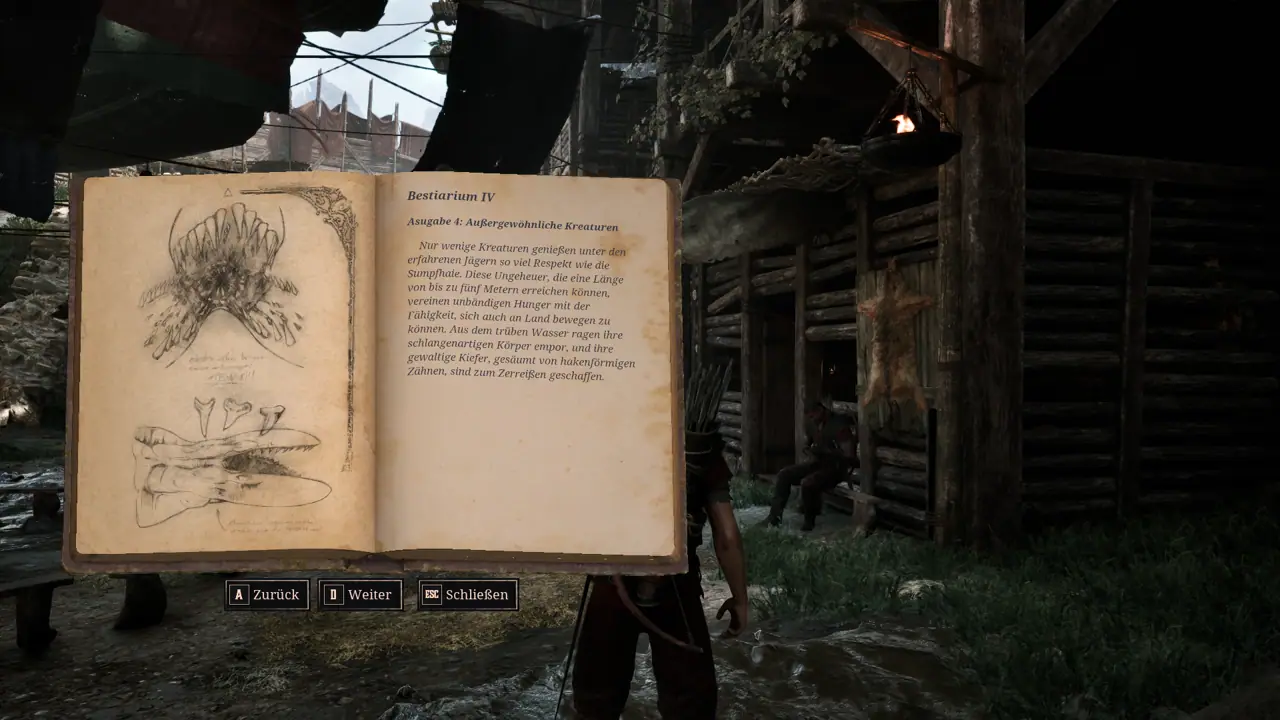 Bestiarium IV
Asugabe 4: Außergewöhnliche Kreaturen
Nur wenige Kreaturen genießen unter den
erfahrenen Jägern so viel Respekt wie die
Sumpfhaie. Diese Ungeheuer, die eine Länge
von bis zu fünf Metern erreichen können,
vereinen unbändigen Hunger mit der
Fähigkeit, sich auch an Land bewegen zu
können. Aus dem trüben Wasser ragen ihre
schlangenartigen Körper empor, und ihre
gewaltige Kiefer, gesäumt von hakenförmigen
Zähnen, sind zum Zerreißen geschaffen.
A Zurück
D Weiter
ESC Schließen